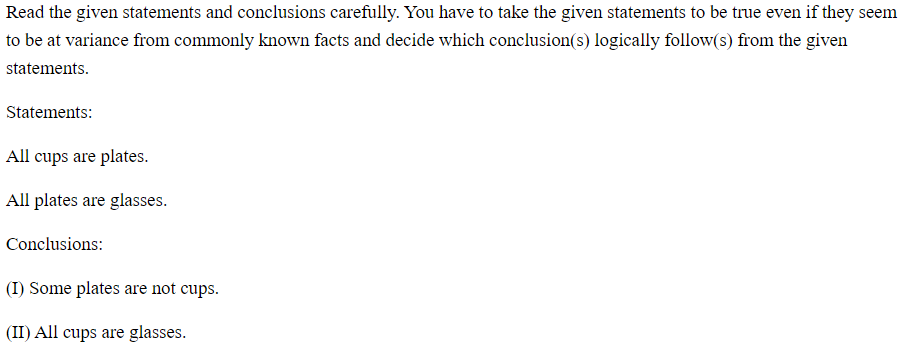 Read the given statements and conclusions carefully. You have to take the given statements to be true even if they seem
to be at variance from commonly known facts and decide which conclusion(s) logically follow(s) from the given
statements.
Statements:
All cups are plates.
All plates are glasses.
Conclusions:
(I) Some plates are not cups.
(II) All cups are glasses.